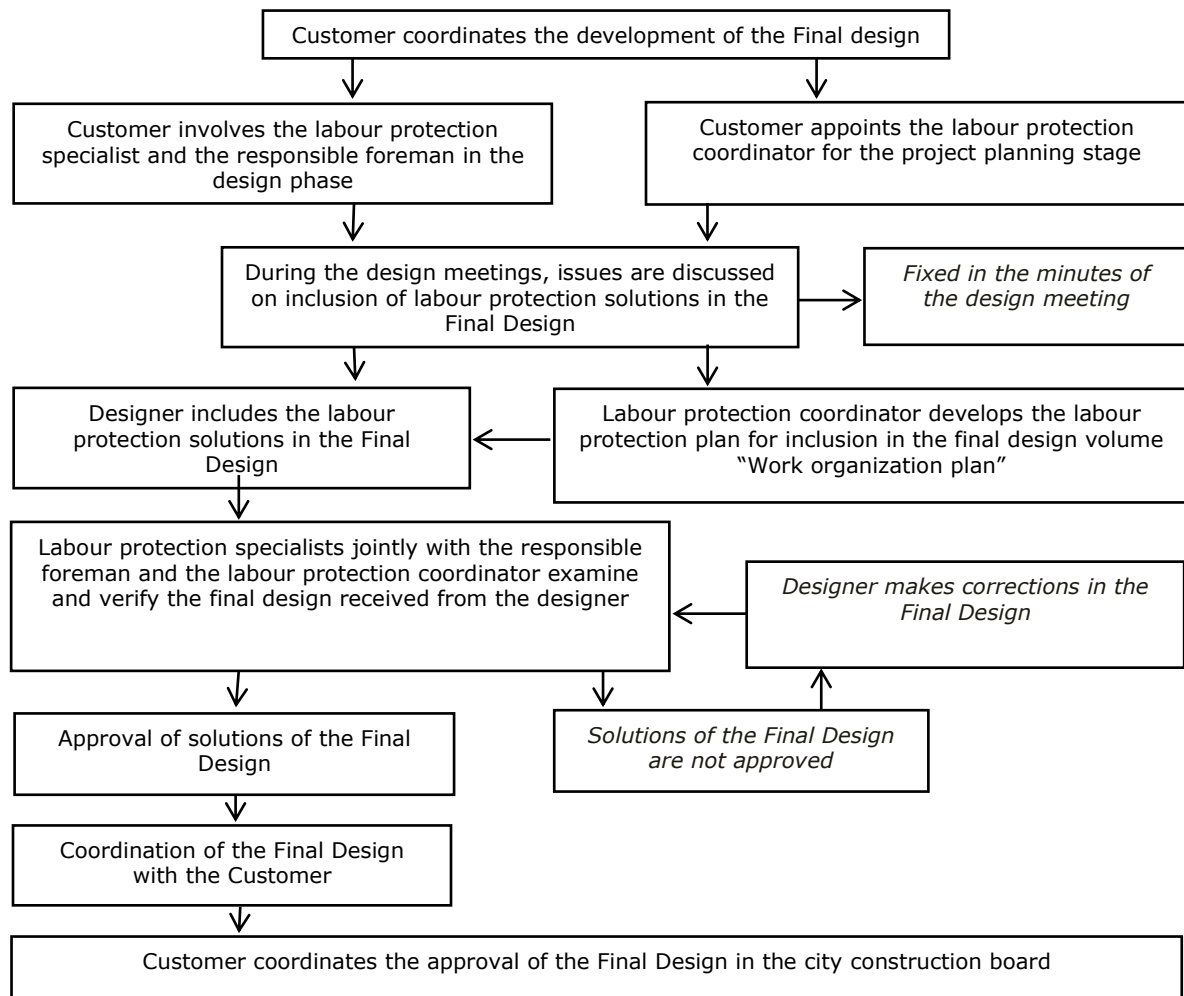 Customer coordinates the development of the Final design
Customer involves the labour protection
specialist and the responsible foreman in the
design phase
Customer appoints the labour protection
coordinator for the project planning stage
During the design meetings, issues are discussed
on inclusion of labour protection solutions in the
Final Design
Fixed in the minutes of
the design meeting
Designer includes the labour
protection solutions in the Final
Design
Labour protection coordinator develops the labour
protection plan for inclusion in the final design volume
“Work organization plan”
Labour protection specialists jointly with the responsible
foreman and the labour protection coordinator examine
and verify the final design received from the designer
Designer makes corrections in the
Final Design
Approval of solutions of the Final
Design
Solutions of the Final Design
are not approved
Coordination of the Final Design
with the Customer
Customer coordinates the approval of the Final Design in the city construction board